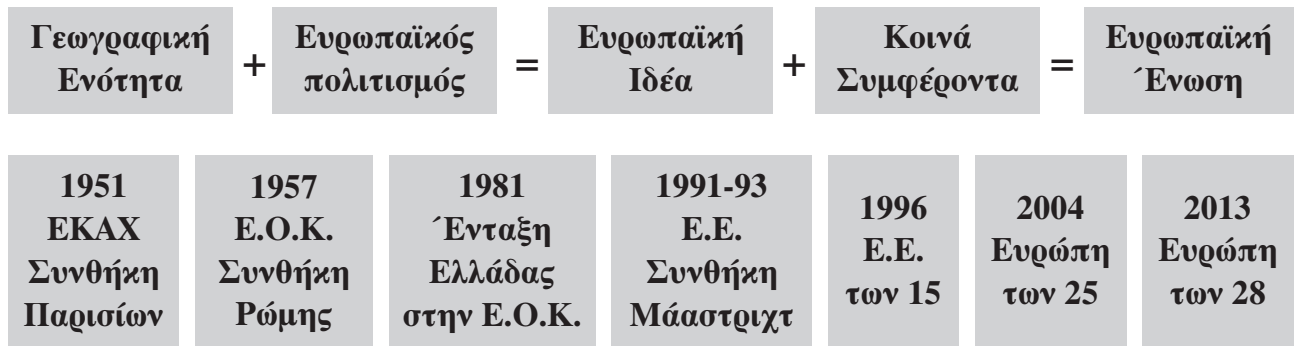 Γεωγραφική
Ενότητα
+
Ευρωπαϊκός
πολιτισμός
=
Ευρωπαϊκή
Ιδέα
+
Κοινά
Συμφέροντα
=
Ευρωπαϊκή
Ένωση
1951
ΕΚΑΧ
Συνθήκη
Παρισίων
1957
Ε.Ο.Κ.
Συνθήκη
Ρώμης
1981
Ένταξη
Ελλάδας
στην Ε.Ο.Κ.
1991-93
Ε.Ε.
Συνθήκη
Μάαστριχτ
1996
Ε.Ε.
των 15
2004
Ευρώπη
των 25
2013
Ευρώπη
των 28